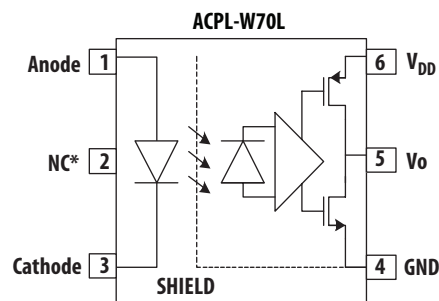 ACPL-W70L
Anode 1
6 VDD
NC* 2
5 Vo
Cathode 3
4 GND
SHIELD